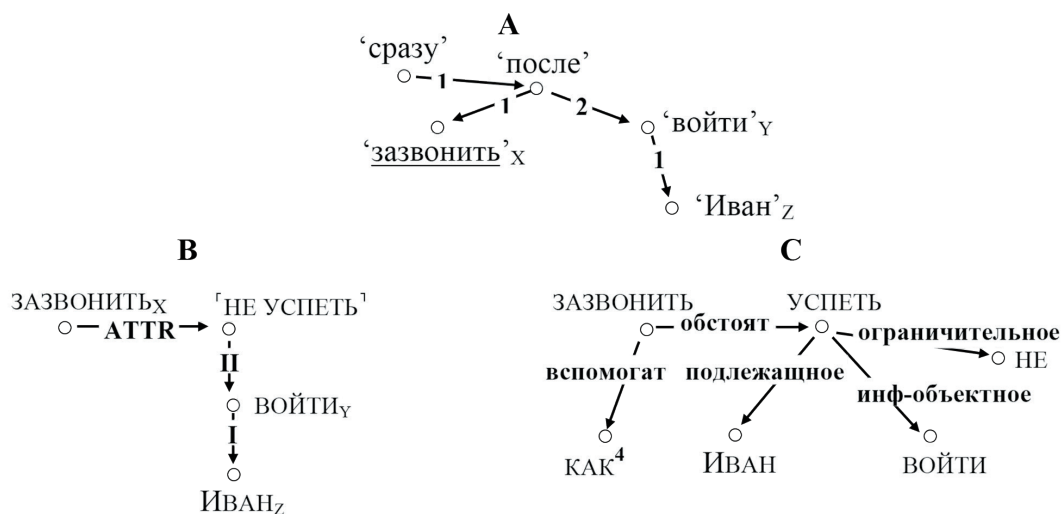 A
‘сразу’
‘после’
1
1
2
‘войти’Y
‘зазвонить’X
1
‘Иван’Z
B
C
ЗАЗВОНИТЬX
⌜НЕ УСПЕТЬ⌝
ATTR
II
ВОЙТИY
I
ИВАНZ
ЗАЗВОНИТЬ
УСПЕТЬ
обстоят
ограничительное
НЕ
вспомогат
подлежащное
инф-объектное
КАК4
ИВАН
ВОЙТИ